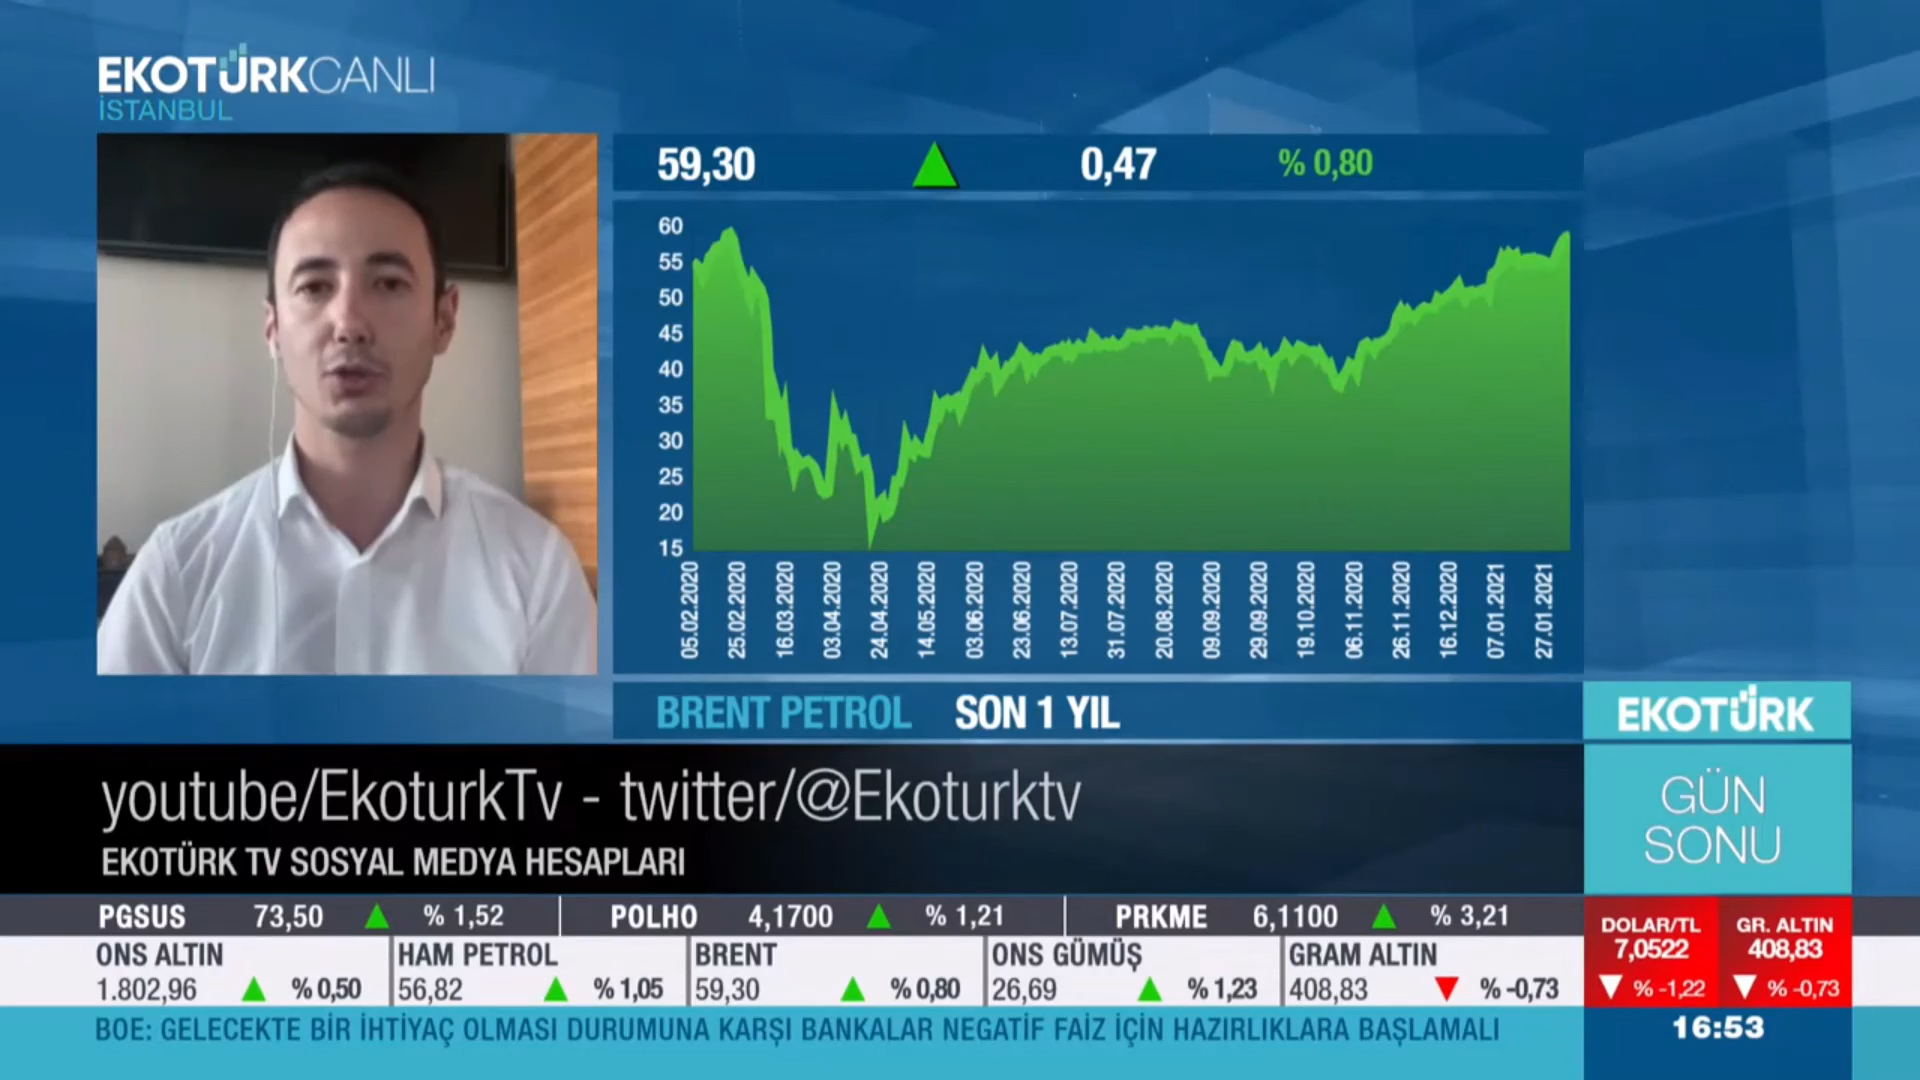 EKOTÜRKCANLI
İSTANBUL
59,30 0,47 % 0,80
60
55
50
45
40
35
30
25
20
15
05.02.2020
25.02.2020
16.03.2020
03.04.2020
24.04.2020
14.05.2020
03.06.2020
23.06.2020
13.07.2020
31.07.2020
20.08.2020
09.09.2020
29.09.2020
19.10.2020
06.11.2020
26.11.2020
16.12.2020
07.01.2021
27.01.2021
BRENT PETROL SON 1 YIL
EKOTÜRK
GÜN
SONU
youtube/EkoturkTv - twitter/@Ekoturktv
EKOTÜRK TV SOSYAL MEDYA HESAPLARI
PGSUS 73,50 % 1,52 POLHO 4,1700 % 1,21 PRKME 6,1100 % 3,21
ONS ALTIN HAM PETROL BRENT ONS GÜMÜŞ GRAM ALTIN
1.802,96 % 0,50 56,82 % 1,05 59,30 % 0,80 26,69 % 1,23 408,83 % -0,73
DOLAR/TL GR. ALTIN
7,0522 408,83
% -1,22 % -0,73
BOE: GELECEKTE BİR İHTİYAÇ OLMASI DURUMUNA KARŞI BANKALAR NEGATİF FAİZ İÇİN HAZIRLIKLARA BAŞLAMALI
16:53